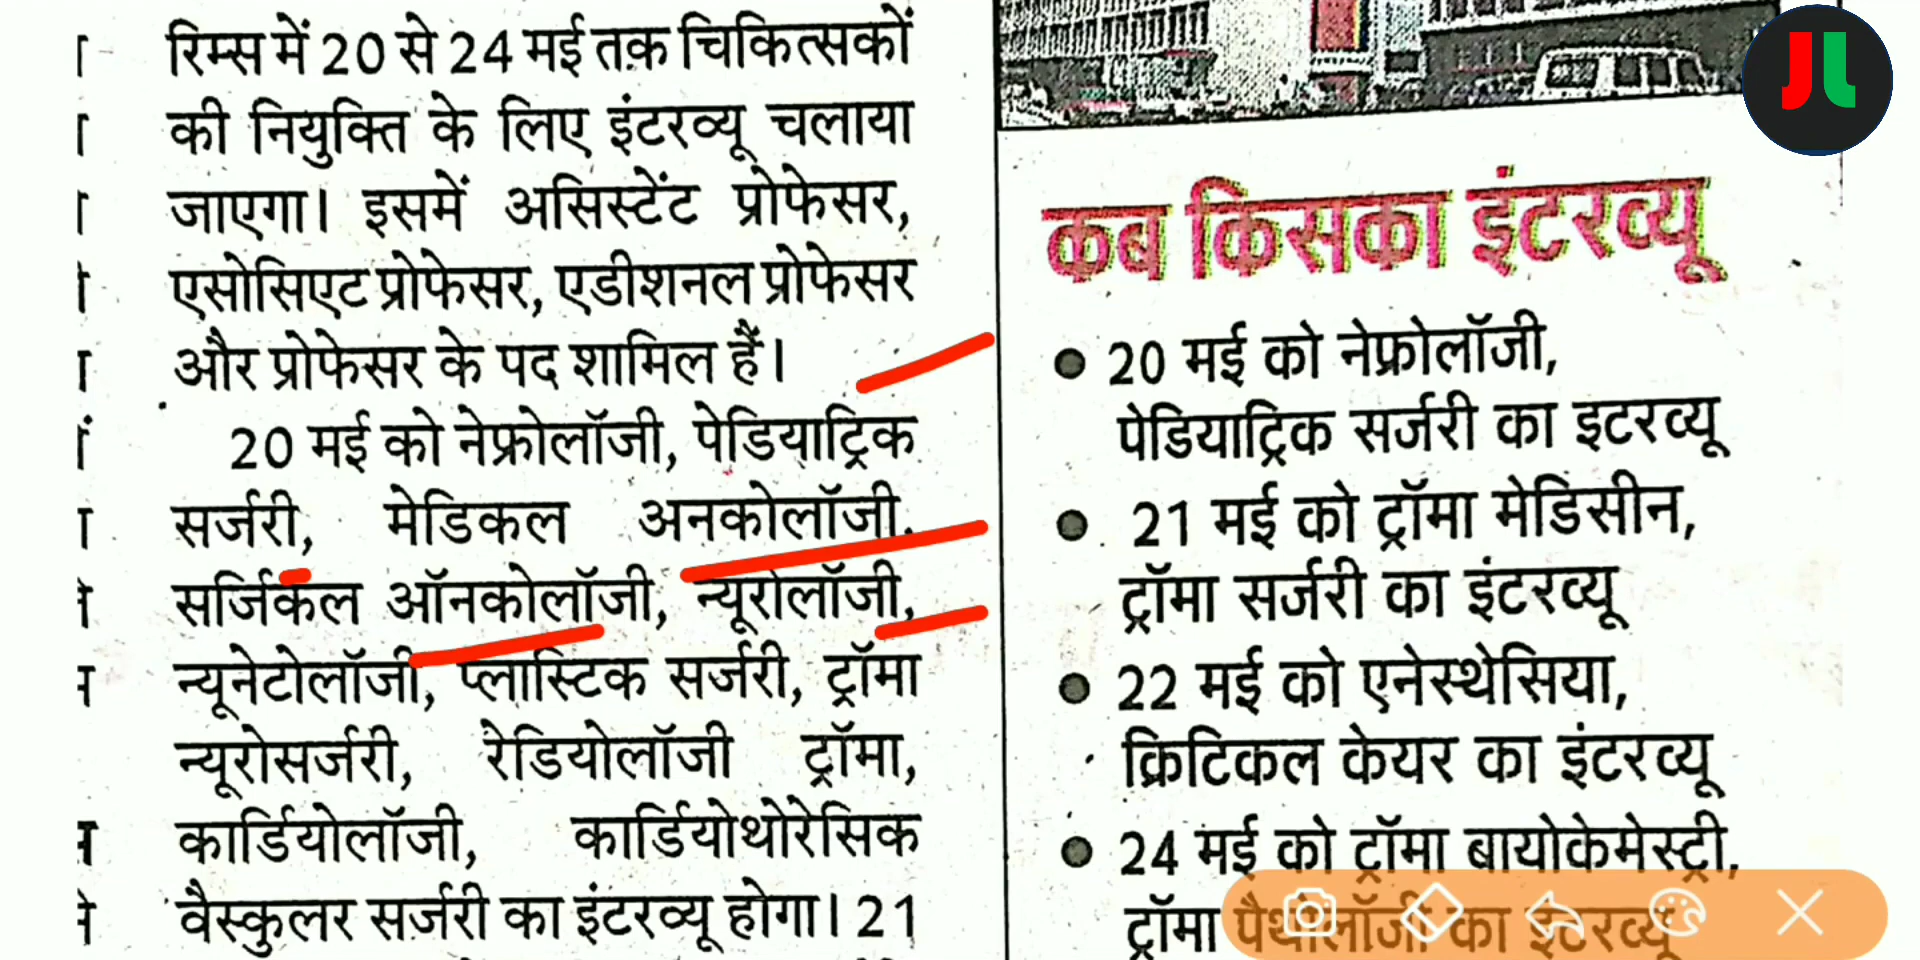 रिम्स में 20 से 24 मई तक चिकित्सकों
की नियुक्ति के लिए इंटरव्यू चलाया
जाएगा। इसमें असिस्टेंट प्रोफेसर,
एसोसिएट प्रोफेसर, एडीशनल प्रोफेसर
और प्रोफेसर के पद शामिल हैं।
20 मई को नेफ्रोलॉजी, पेडियाट्रिक
सर्जरी, मेडिकल अनकोलॉजी,
सर्जिकल ऑनकोलॉजी, न्यूरोलॉजी,
न्यूनेटोलॉजी, प्लास्टिक सर्जरी, ट्रॉमा
न्यूरोसर्जरी, रेडियोलॉजी ट्रॉमा,
कार्डियोलॉजी, कार्डियोथोरेसिक
वैस्कुलर सर्जरी का इंटरव्यू होगा। 21
कब किसका इंटरव्यू
● 20 मई को नेफ्रोलॉजी,
पेडियाट्रिक सर्जरी का इटरव्यू
● 21 मई को ट्रॉमा मेडिसीन,
ट्रॉमा सर्जरी का इंटरव्यू
● 22 मई को एनेस्थेसिया,
क्रिटिकल केयर का इंटरव्यू
● 24 मई को ट्रॉमा बायोकेमेस्ट्री,
ट्रॉमा पैथोलॉजी का इंटरव्यू